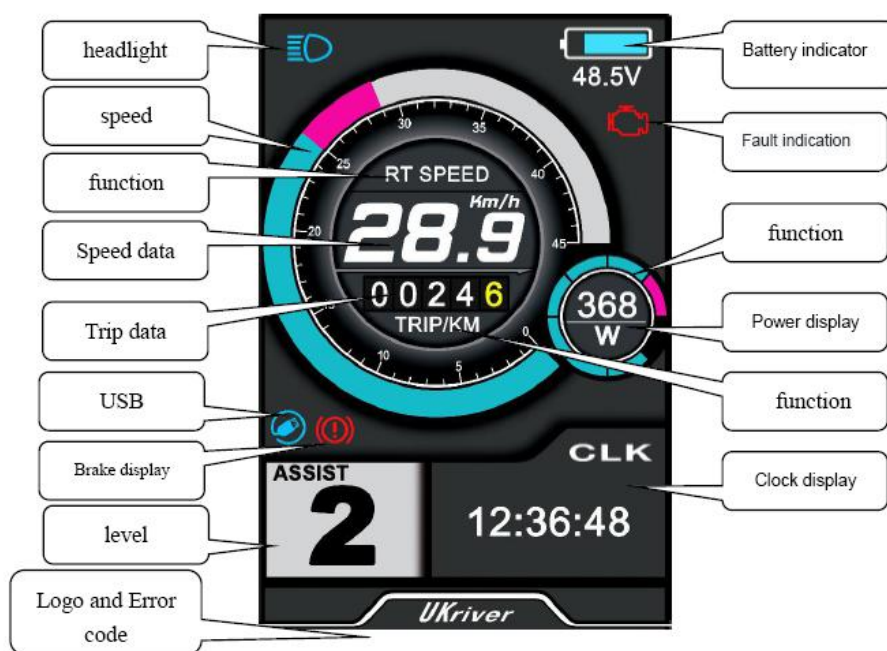 headlight
speed
function
Speed data
Trip data
USB
Brake display
level
Logo and Error
code
48.5V
30
35
25
40
20
45
15
10
5
0
RT SPEED
Km/h
28.9
00246
TRIP/KM
368
W
CLK
12:36:48
ASSIST
2
UKriver
Battery indicator
Fault indication
function
Power display
function
Clock display